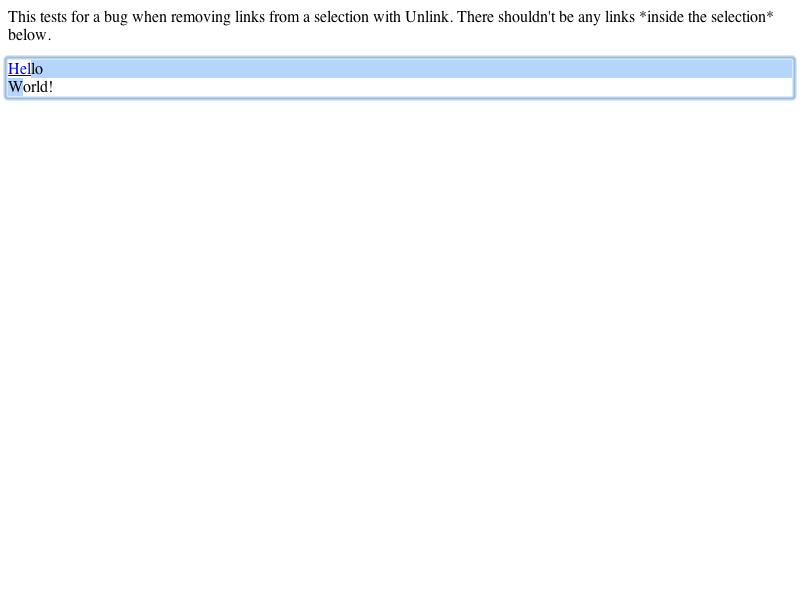 This tests for a bug when removing links from a selection with Unlink. There shouldn't be any links *inside the selection*
below.
Hello
World!